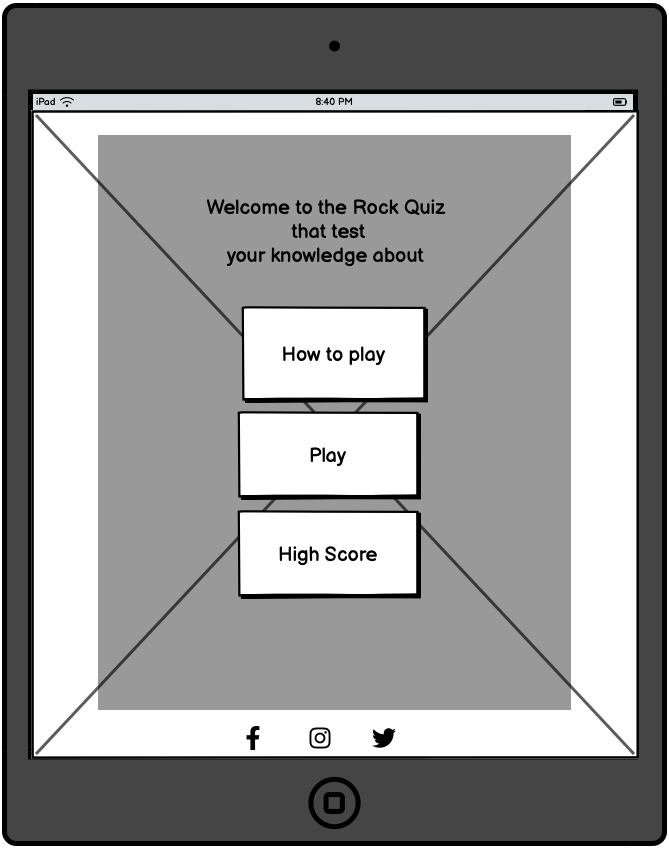 iPad
8:40 PM
Welcome to the Rock Quiz
that test
your knowledge about
How to play
Play
High Score